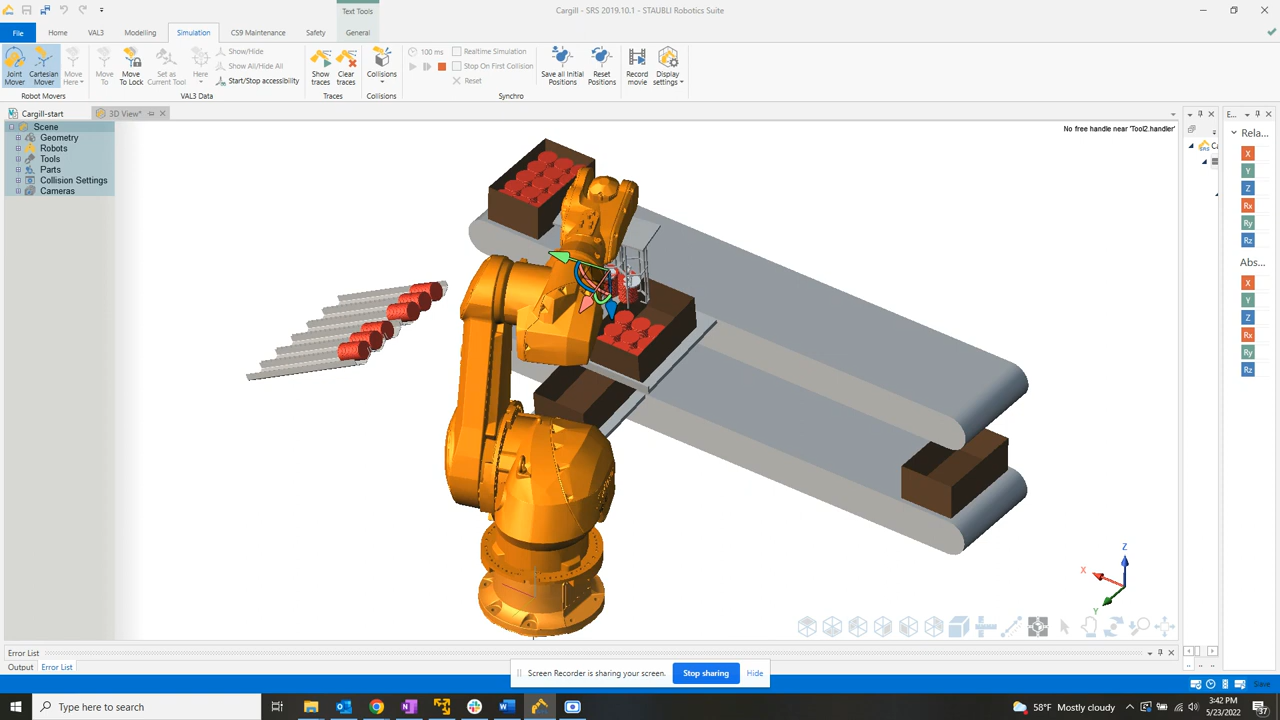 Text Tools
Cargill - SRS 2019.10.1 - STAUBLI Robotics Suite
File
Home
VAL3
Modelling
Simulation
CS9 Maintenance
Safety
General
Joint Mover
Cartesian Mover
Move Here
Robot Movers
Move To
Move To Lock
Set as Current Tool
Here
Show/Hide
Show All/Hide All
Start/Stop accessibility
VAL3 Data
Show traces
Clear traces
Traces
Collisions
Collisions
100 ms
Realtime Simulation
Stop On First Collision
Reset
Save all Initial Positions
Reset Positions
Synchro
Record movie
Display settings
Cargill-start
3D View*
E...
Scene
Geometry
Robots
Tools
Parts
Collision Settings
Cameras
No free handle near 'Tool2.handler'
Rela
X
Y
Z
Rx
Ry
Rz
Abs...
X
Y
Z
Rx
Ry
Rz
Z
X
Y
Error List
Output
Error List
Screen Recorder is sharing your screen.
Stop sharing
Hide
Save
Type here to search
58°F Mostly cloudy
3:42 PM
5/23/2022